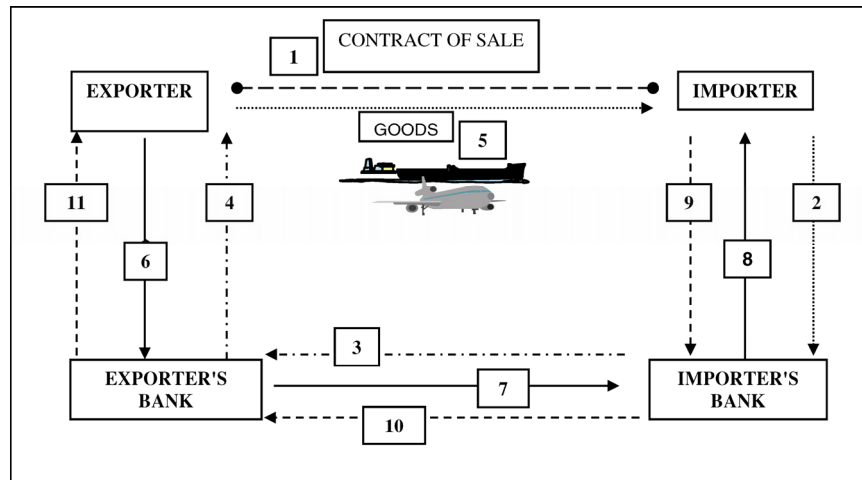 CONTRACT OF SALE
1
EXPORTER
IMPORTER
GOODS
5
11
4
9
2
6
8
3
EXPORTER'S
BANK
7
IMPORTER'S
BANK
10